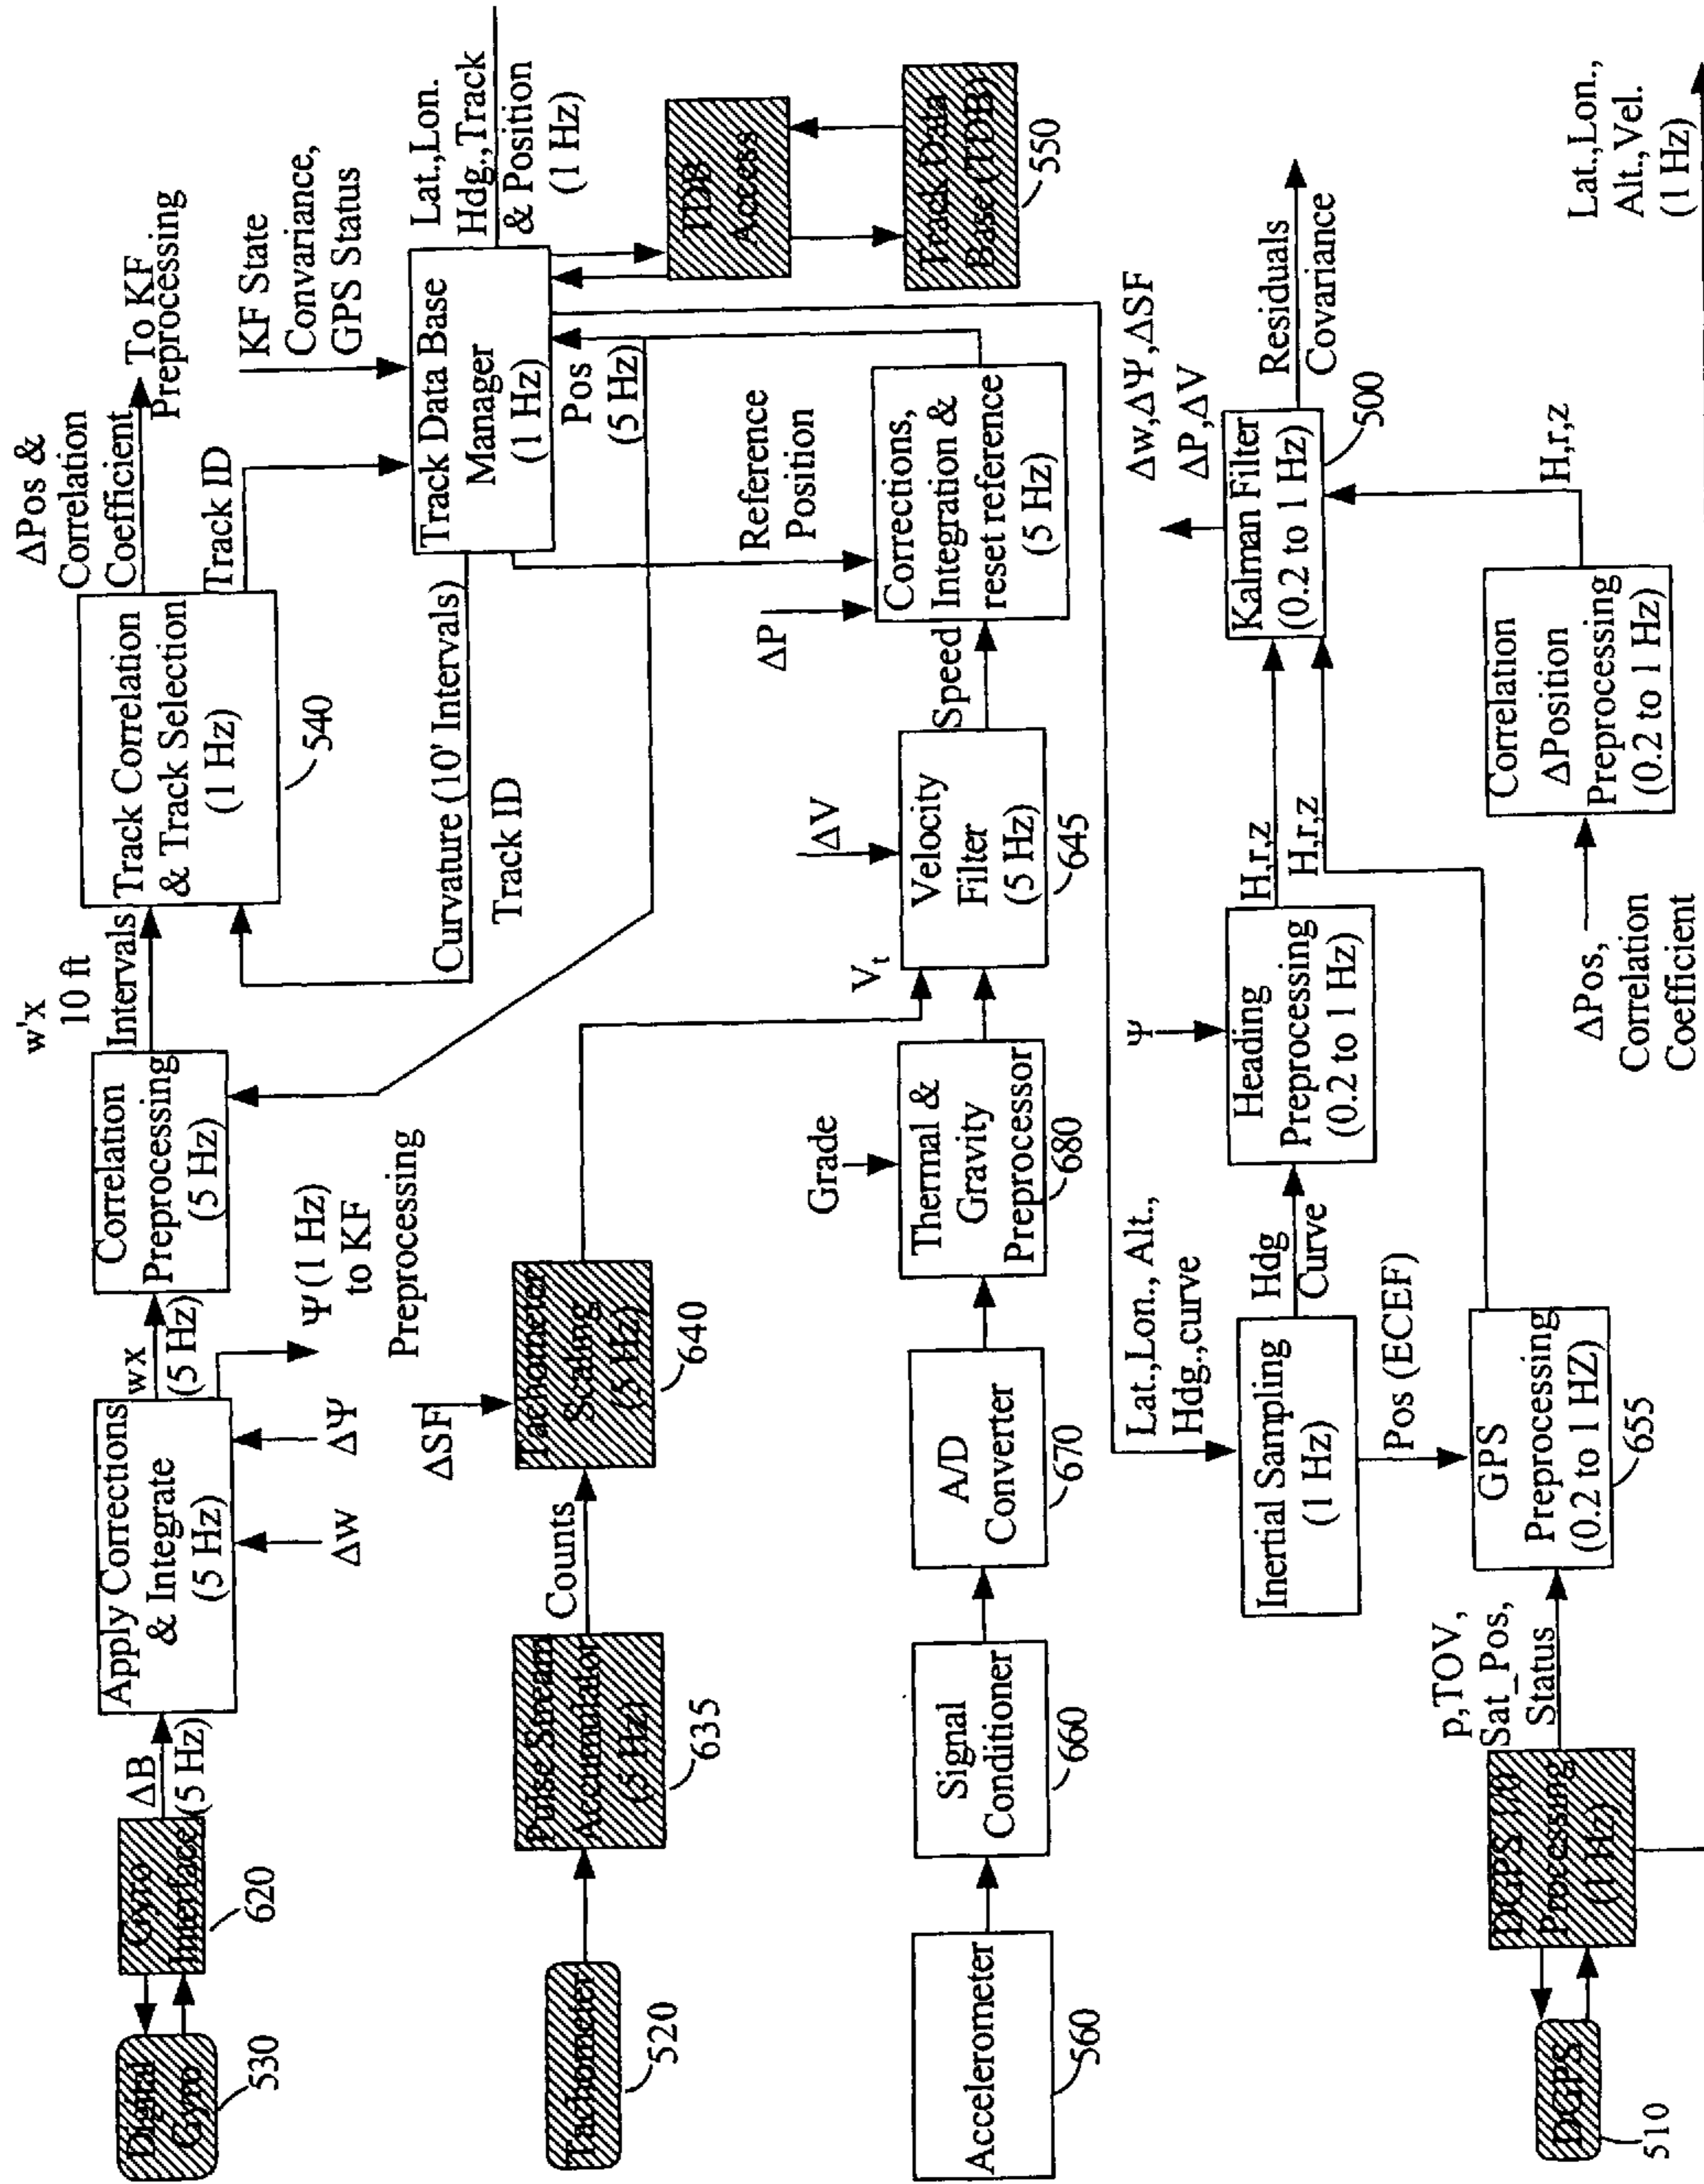 Digital
Gyro
530
Gyro
Interface
620
ΔB
(5 Hz)
Apply Corrections
& Integrate
(5 Hz)
Δw
ΔΨ
wx
(5 Hz)
Ψ (1 Hz)
to KF
Preprocessing
Correlation
Preprocessing
(5 Hz)
w'x
10 ft
Intervals
Track Correlation
& Track Selection
(1 Hz)
540
ΔPos &
Correlation
Coefficient
To KF
Preprocessing
Track ID
KF State
Convariance,
GPS Status
Curvature (10' Intervals)
Track ID
Track Data Base
Manager
(1 Hz)
Lat.,Lon.
Hdg.,Track
& Position
(1 Hz)
Pos
(5 Hz)
TDB
Access
Track Data
Base (TDB)
550
Tachometer
520
Pulse Stream
Accumulator
(5 Hz)
635
Counts
ΔSF
Tachometer
Scaling
(5 Hz)
640
Accelerometer
560
Signal
Conditioner
660
A/D
Converter
670
Grade
Thermal &
Gravity
Preprocessor
680
Vt
ΔV
Velocity
Filter
(5 Hz)
645
Speed
ΔP
Reference
Position
Corrections,
Integration &
reset reference
(5 Hz)
Lat.,Lon., Alt.,
Hdg.,curve
Inertial Sampling
(1 Hz)
Hdg
Curve
Pos (ECEF)
Ψ
Heading
Preprocessing
(0.2 to 1 Hz)
H,r,z
H,r,z
Kalman Filter
(0.2 to 1 Hz)
500
Δw,ΔΨ,ΔSF
ΔP,ΔV
Residuals
Covariance
DGPS
510
DGPS I/0
Processing
(1 Hz)
p,TOV,
Sat_Pos,
Status
GPS
Preprocessing
(0.2 to 1 HZ)
655
ΔPos,
Correlation
Coefficient
Correlation
ΔPosition
Preprocessing
(0.2 to 1 Hz)
H,r,z
Lat.,Lon.,
Alt.,Vel.
(1 Hz)